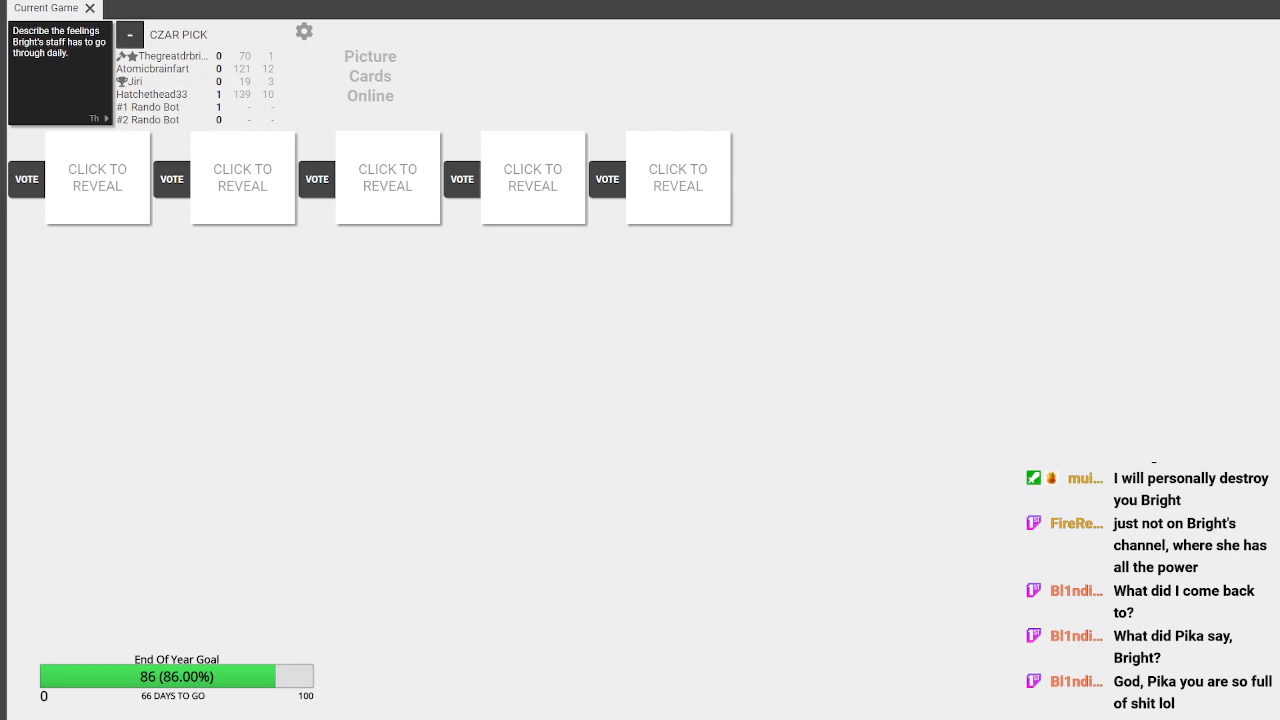 Current Game
Describe the feelings
Bright's staff has to go
through daily.
Th
-
CZAR PICK
Thegreatdrbri... 0 70 1
Atomicbrainfart 0 121 12
Jiri 0 19 3
Hatchethead33 1 139 10
#1 Rando Bot 1 - -
#2 Rando Bot 0 - -
Picture
Cards
Online
VOTE
CLICK TO
REVEAL
VOTE
CLICK TO
REVEAL
VOTE
CLICK TO
REVEAL
VOTE
CLICK TO
REVEAL
VOTE
CLICK TO
REVEAL
mui... I will personally destroy
you Bright
FireRe... just not on Bright's
channel, where she has
all the power
Bl1ndi... What did I come back
to?
Bl1ndi... What did Pika say,
Bright?
Bl1ndi... God, Pika you are so full
of shit lol
End Of Year Goal
86 (86.00%)
0 66 DAYS TO GO 100